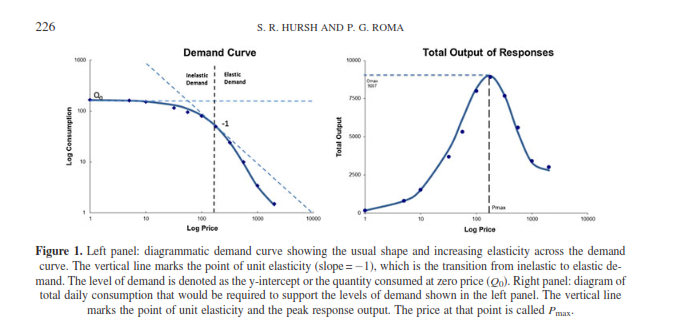 226
S. R. HURSH AND P. G. ROMA
Demand Curve
Total Output of Responses
1000
100
10
1
Log Consumption
Q₀
Inelastic Demand
Elastic Demand
-1
1 10 100 1000 10000
Log Price
10000
7500
5000
2500
0
Total Output
Omax
Pmax
1 10 100 1000 10000
Log Price
Figure 1. Left panel: diagrammatic demand curve showing the usual shape and increasing elasticity across the demand
curve. The vertical line marks the point of unit elasticity (slope = −1), which is the transition from inelastic to elastic de-
mand. The level of demand is denoted as the y-intercept or the quantity consumed at zero price (Q₀). Right panel: diagram of
total daily consumption that would be required to support the levels of demand shown in the left panel. The vertical line
marks the point of unit elasticity and the peak response output. The price at that point is called Pₘₐₓ.